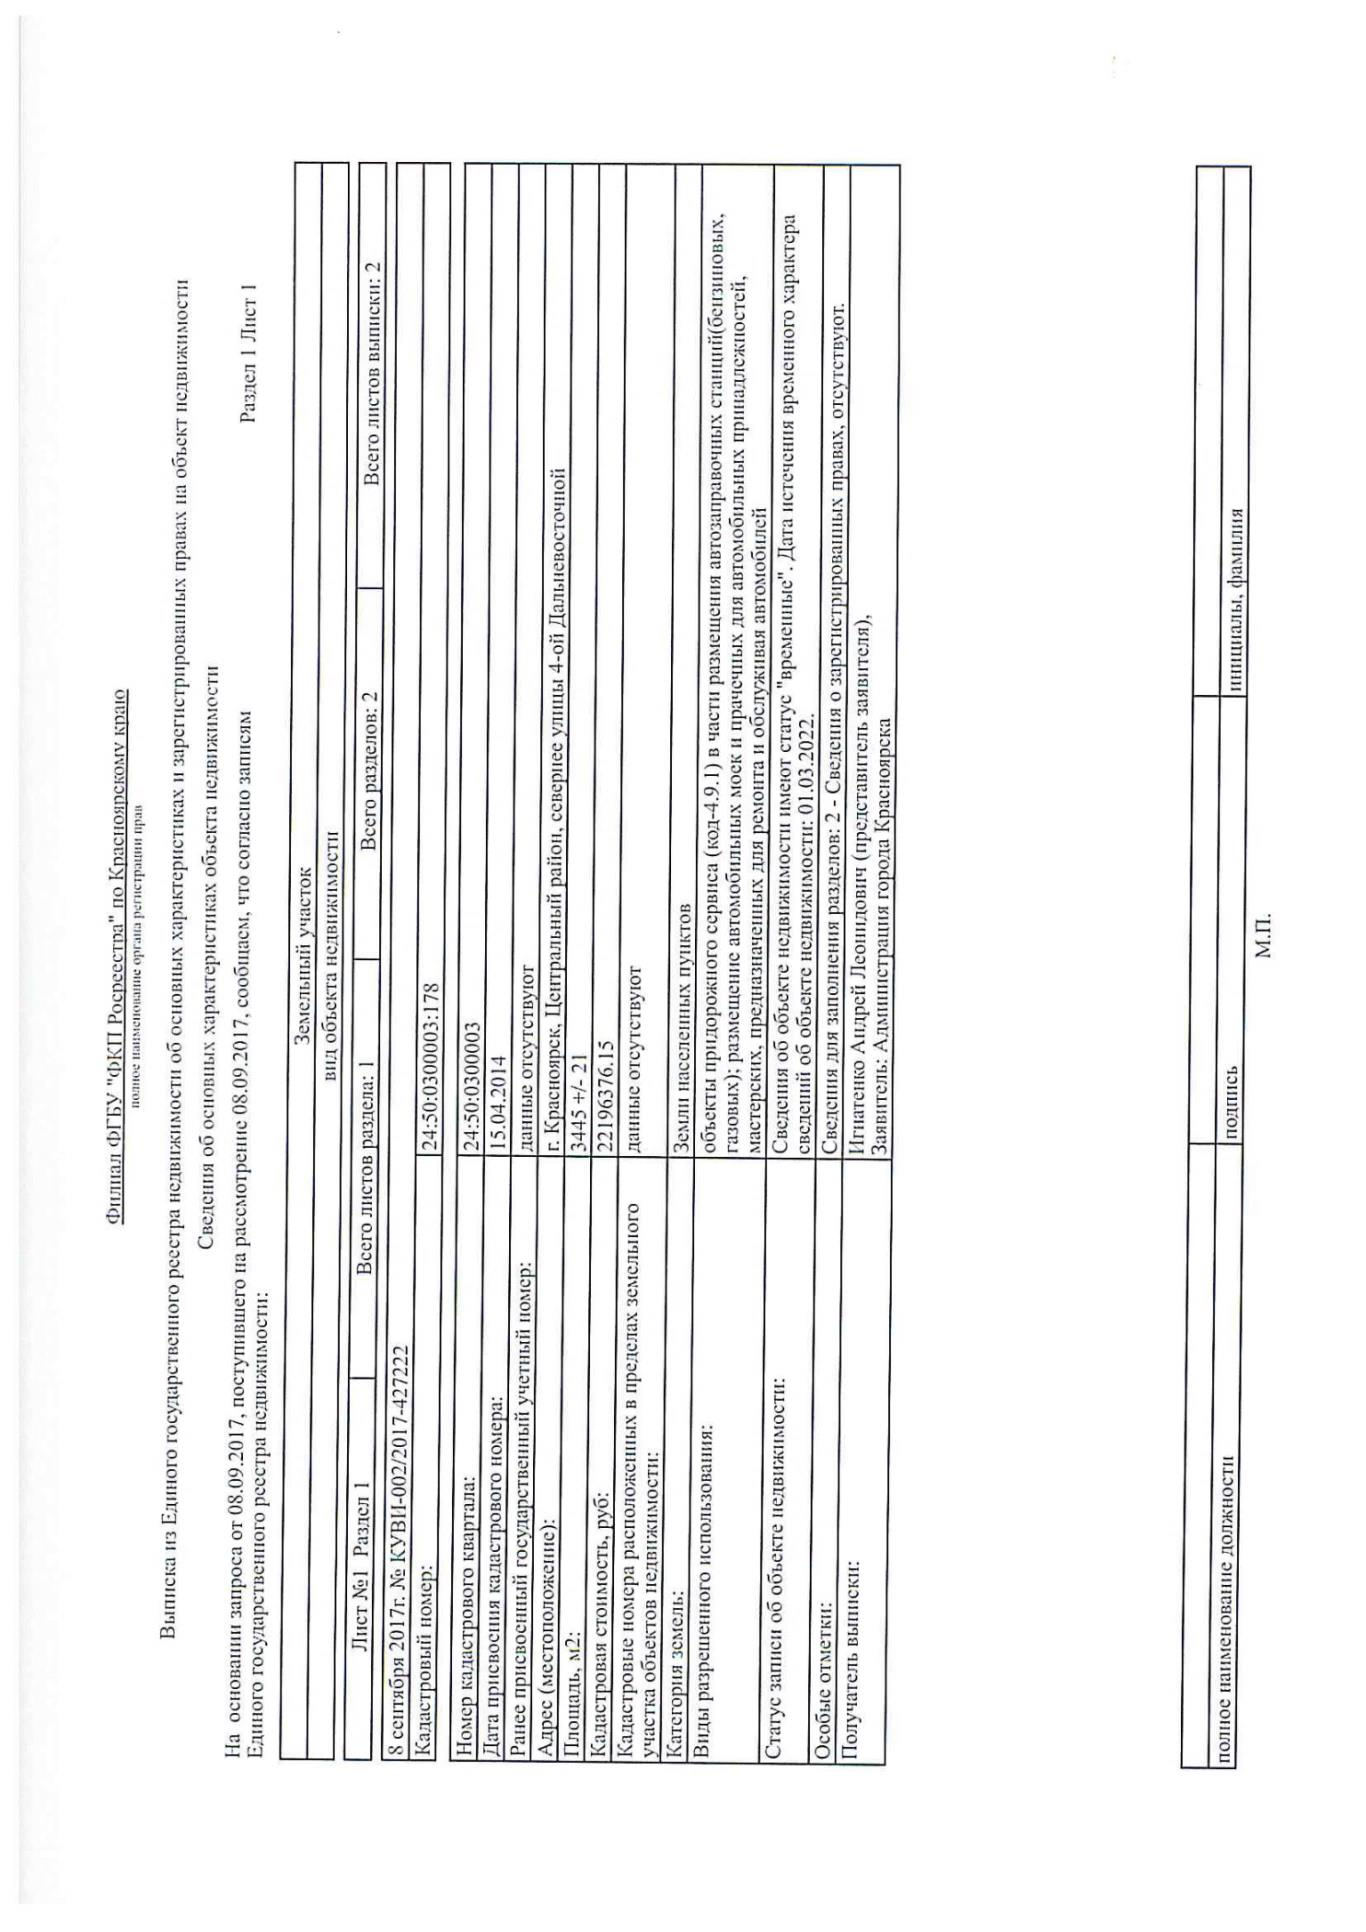 Филиал ФГБУ "ФКП Росреестра" по Красноярскому краю
полное наименование органа регистрации прав
Выписка из Единого государственного реестра недвижимости об основных характеристиках и зарегистрированных правах на объект недвижимости
Сведения об основных характеристиках объекта недвижимости
Раздел 1 Лист 1
На основании запроса от 08.09.2017, поступившего на рассмотрение 08.09.2017, сообщаем, что согласно записям
Единого государственного реестра недвижимости:
Земельный участок
вид объекта недвижимости
Лист №1 Раздел 1 Всего листов раздела: 1 Всего разделов: 2 Всего листов выписки: 2
8 сентября 2017г. № КУВИ-002/2017-427222
Кадастровый номер: 24:50:0300003:178
Номер кадастрового квартала: 24:50:0300003
Дата присвоения кадастрового номера: 15.04.2014
Ранее присвоенный государственный учетный номер: данные отсутствуют
Адрес (местоположение): г. Красноярск, Центральный район, севернее улицы 4-ой Дальневосточной
Площадь, м2: 3445 +/- 21
Кадастровая стоимость, руб: 22196376.15
Кадастровые номера расположенных в пределах земельного
участка объектов недвижимости: данные отсутствуют
Категория земель: Земли населенных пунктов
Виды разрешенного использования: объекты придорожного сервиса (код-4.9.1) в части размещения автозаправочных станций(бензиновых,
газовых); размещение автомобильных моек и прачечных для автомобильных принадлежностей,
мастерских, предназначенных для ремонта и обслуживая автомобилей
Статус записи об объекте недвижимости: Сведения об объекте недвижимости имеют статус "временные". Дата истечения временного характера
сведений об объекте недвижимости: 01.03.2022.
Особые отметки: Сведения для заполнения разделов: 2 - Сведения о зарегистрированных правах, отсутствуют.
Получатель выписки: Игнатенко Андрей Леонидович (представитель заявителя),
Заявитель: Администрация города Красноярска
полное наименование должности подпись инициалы, фамилия
М.П.